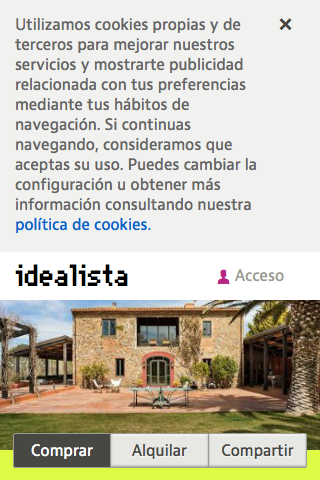 Utilizamos cookies propias y de
terceros para mejorar nuestros
servicios y mostrarte publicidad
relacionada con tus preferencias
mediante tus hábitos de
navegación. Si continuas
navegando, consideramos que
aceptas su uso. Puedes cambiar la
configuración u obtener más
información consultando nuestra
política de cookies.
idealista
Acceso
Comprar
Alquilar
Compartir